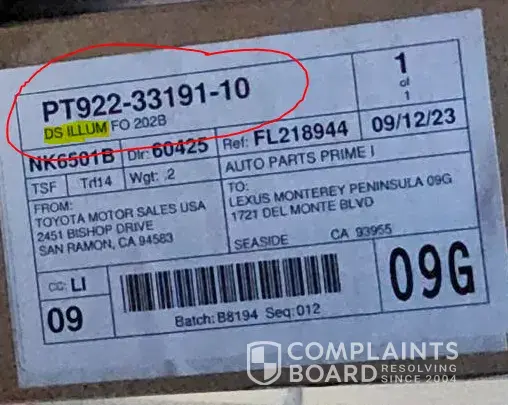 PT922-33191-10
DS ILLUM FO 202B
1
of
1
NK6501B Dlr: 60425 Ref: FL218944 09/12/23
TSF Trf14 Wgt: .2 AUTO PARTS PRIME I
FROM:
TOYOTA MOTOR SALES USA
2451 BISHOP DRIVE
SAN RAMON, CA 94583
TO:
LEXUS MONTEREY PENINSULA 09G
1721 DEL MONTE BLVD
SEASIDE CA 93955
CC: LI
09
Batch: B8194 Seq: 012
09G
COMPLAINTS
BOARD RESOLVING
SINCE 2004